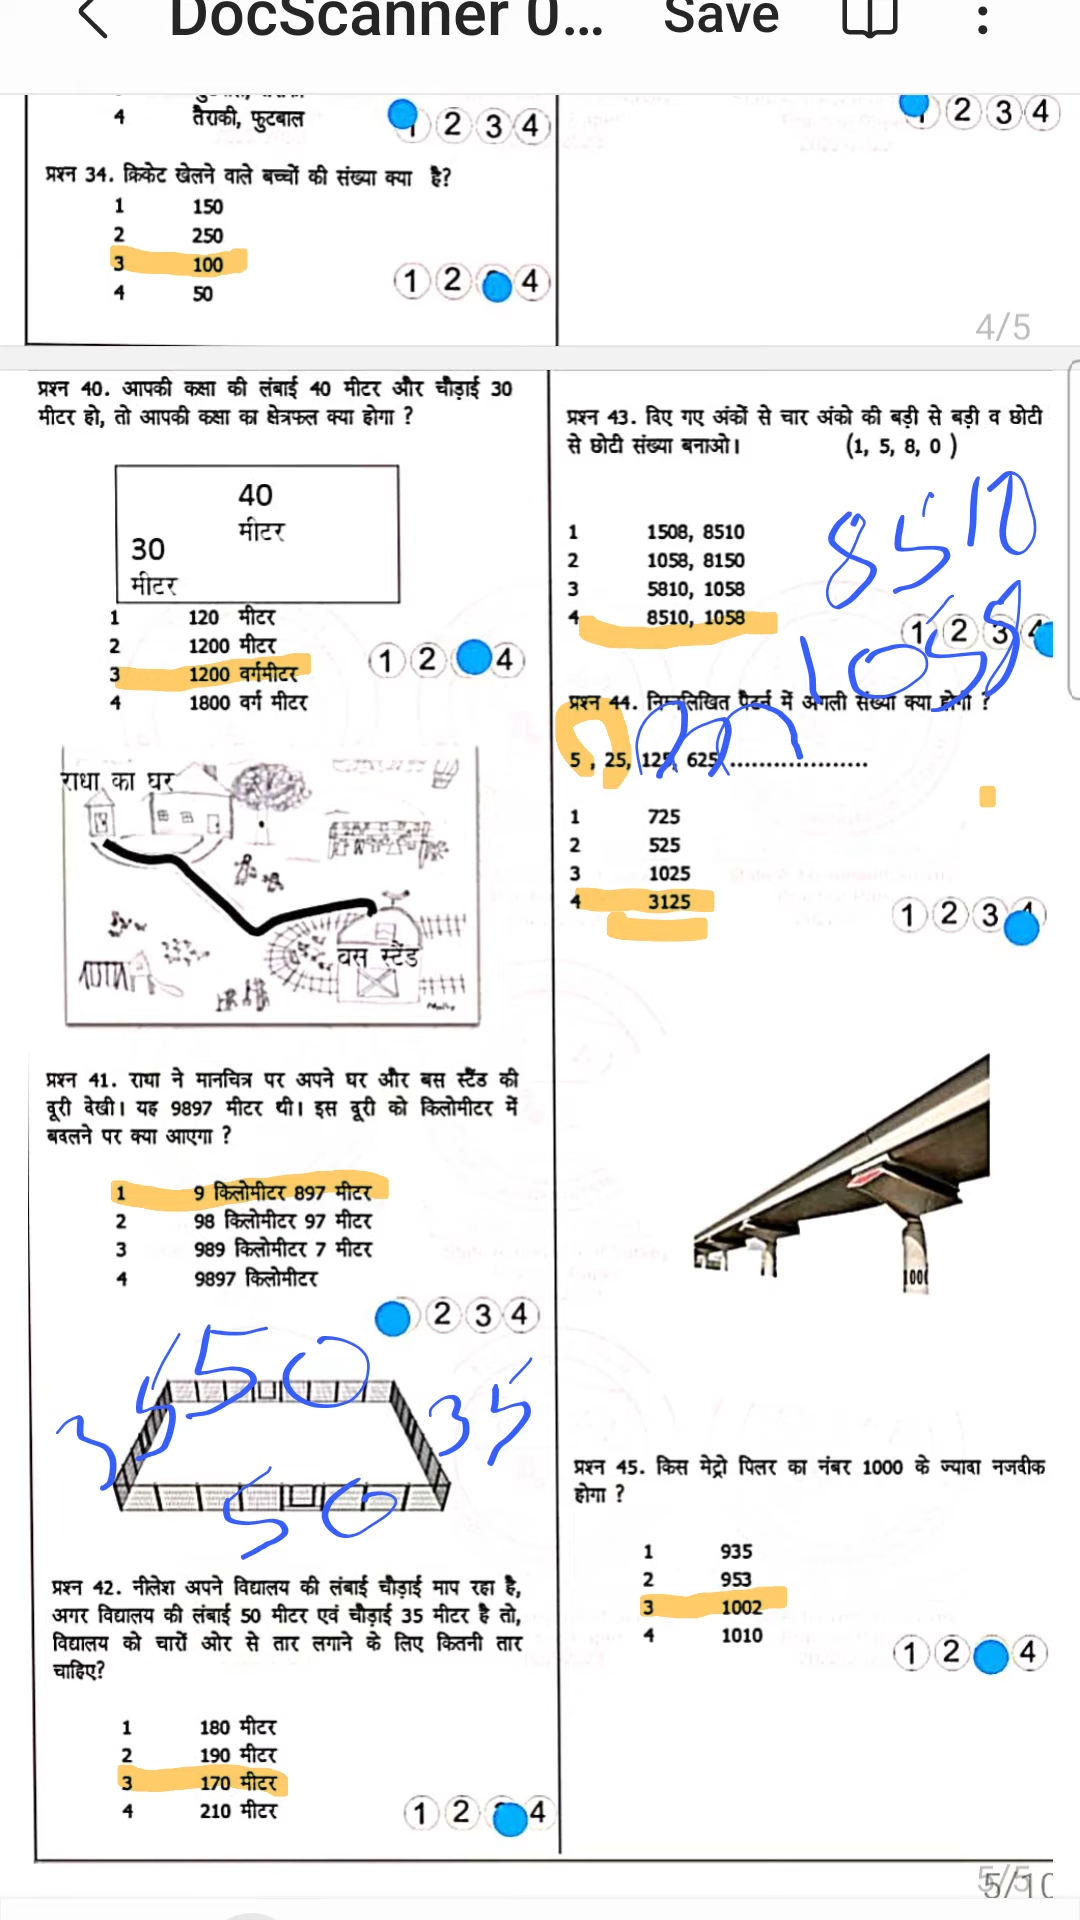 DocScanner 0... Save
4 तैराकी, फुटबाल
2 3 4
2 3 4
प्रश्न 34. क्रिकेट खेलने वाले बच्चों की संख्या क्या है?
1 150
2 250
3 100
4 50
1 2 4
4/5
प्रश्न 40. आपकी कक्षा की लंबाई 40 मीटर और चौड़ाई 30
मीटर हो, तो आपकी कक्षा का क्षेत्रफल क्या होगा ?
40
मीटर
30
मीटर
1 120 मीटर
2 1200 मीटर
3 1200 वर्गमीटर
4 1800 वर्ग मीटर
1 2 4
राधा का घर
बस स्टैंड
प्रश्न 41. राधा ने मानचित्र पर अपने घर और बस स्टैंड की
दूरी देखी। यह 9897 मीटर थी। इस दूरी को किलोमीटर में
बदलने पर क्या आएगा ?
1 9 किलोमीटर 897 मीटर
2 98 किलोमीटर 97 मीटर
3 989 किलोमीटर 7 मीटर
4 9897 किलोमीटर
2 3 4
50
35
35
50
प्रश्न 42. नीलेश अपने विद्यालय की लंबाई चौड़ाई माप रहा है,
अगर विद्यालय की लंबाई 50 मीटर एवं चौड़ाई 35 मीटर है तो,
विद्यालय को चारों ओर से तार लगाने के लिए कितनी तार
चाहिए?
1 180 मीटर
2 190 मीटर
3 170 मीटर
4 210 मीटर
1 2 4
प्रश्न 43. दिए गए अंकों से चार अंको की बड़ी से बड़ी व छोटी
से छोटी संख्या बनाओ। (1, 5, 8, 0 )
8510
1 1508, 8510
2 1058, 8150
3 5810, 1058
4 8510, 1058
1 2 3 4
1058
प्रश्न 44. निम्नलिखित पैटर्न में अगली संख्या क्या होगी ?
5 , 25, 125, 625, ...................
1 725
2 525
3 1025
4 3125
1 2 3
1000
प्रश्न 45. किस मेट्रो पिलर का नंबर 1000 के ज्यादा नजदीक
होगा ?
1 935
2 953
3 1002
4 1010
1 2 4
5/5